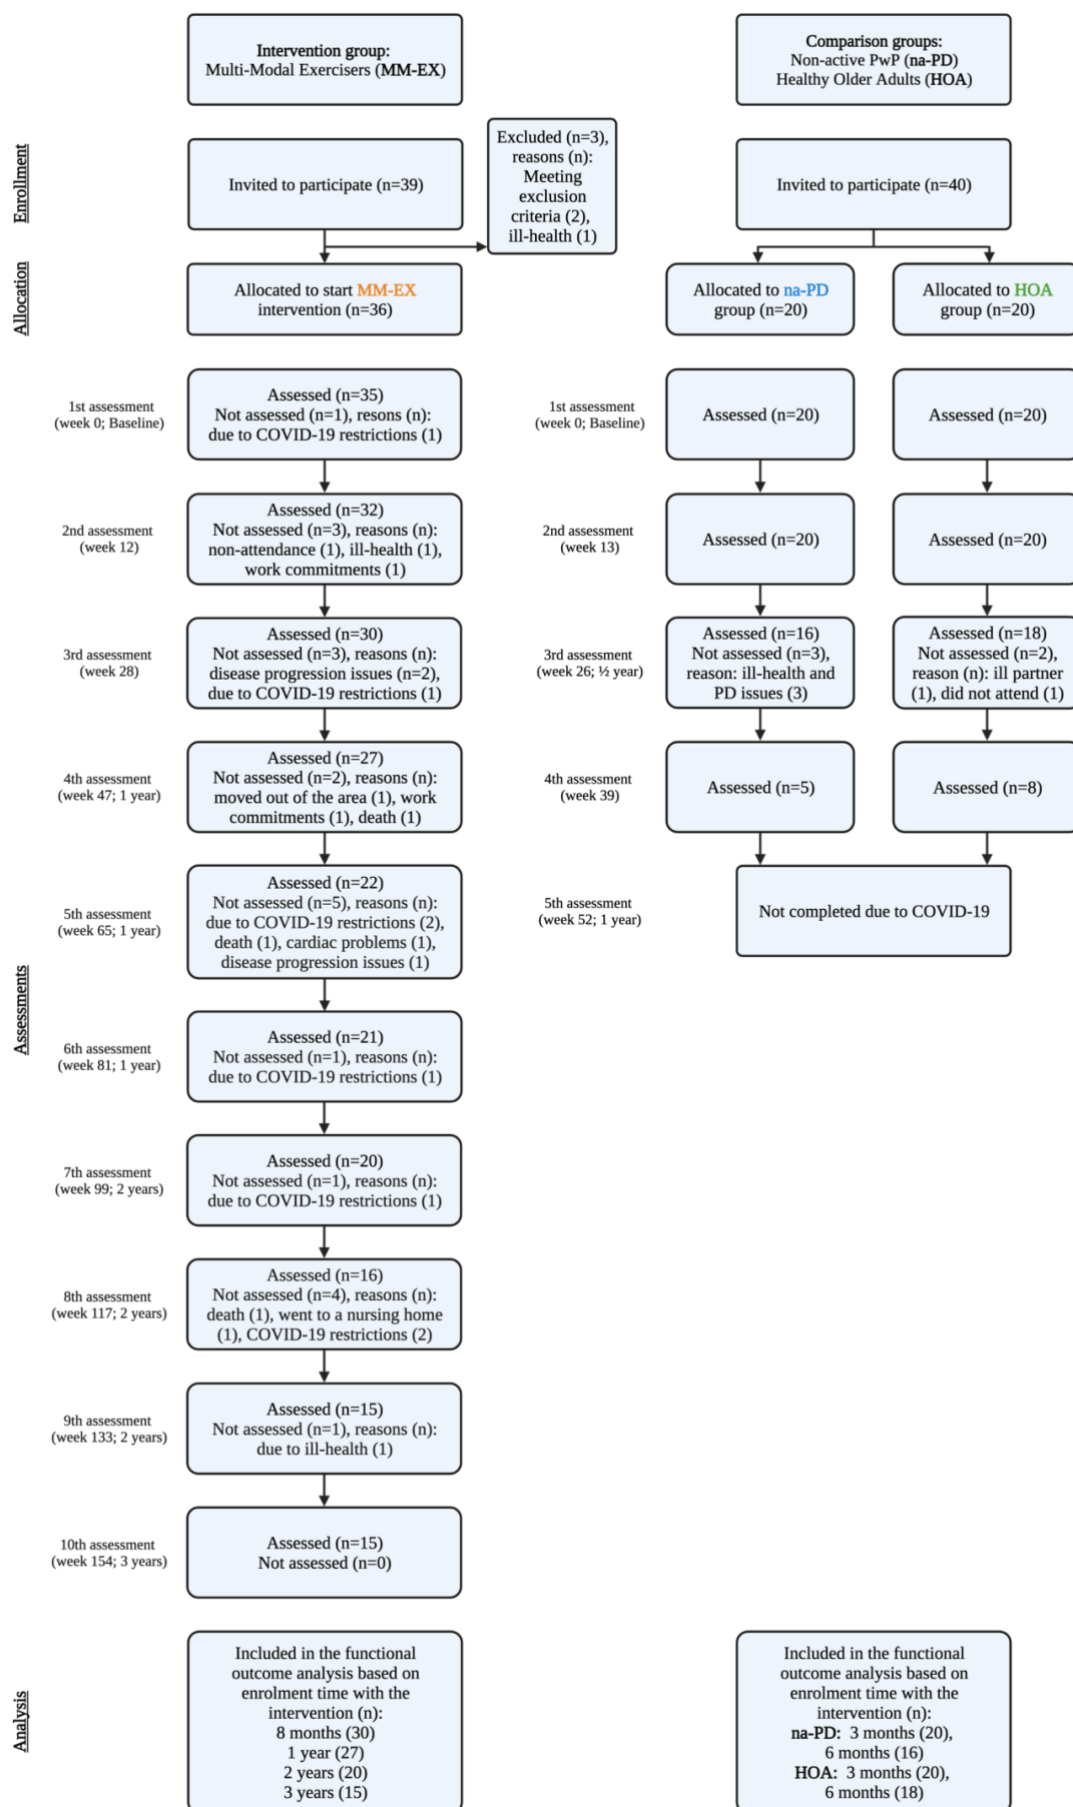 Intervention group:
Multi-Modal Exercisers (MM-EX)
Comparison groups:
Non-active PwP (na-PD)
Healthy Older Adults (HOA)
Enrollment
Invited to participate (n=39)
Excluded (n=3),
reasons (n):
Meeting
exclusion
criteria (2),
ill-health (1)
Invited to participate (n=40)
Allocation
Allocated to start MM-EX
intervention (n=36)
Allocated to na-PD
group (n=20)
Allocated to HOA
group (n=20)
Assessments
1st assessment
(week 0; Baseline)
Assessed (n=35)
Not assessed (n=1), resons (n):
due to COVID-19 restrictions (1)
1st assessment
(week 0; Baseline)
Assessed (n=20)
Assessed (n=20)
2nd assessment
(week 12)
Assessed (n=32)
Not assessed (n=3), reasons (n):
non-attendance (1), ill-health (1),
work commitments (1)
2nd assessment
(week 13)
Assessed (n=20)
Assessed (n=20)
3rd assessment
(week 28)
Assessed (n=30)
Not assessed (n=3), reasons (n):
disease progression issues (n=2),
due to COVID-19 restrictions (1)
3rd assessment
(week 26; ½ year)
Assessed (n=16)
Not assessed (n=3),
reason: ill-health and
PD issues (3)
Assessed (n=18)
Not assessed (n=2),
reason (n): ill partner
(1), did not attend (1)
4th assessment
(week 47; 1 year)
Assessed (n=27)
Not assessed (n=2), reasons (n):
moved out of the area (1), work
commitments (1), death (1)
4th assessment
(week 39)
Assessed (n=5)
Assessed (n=8)
5th assessment
(week 65; 1 year)
Assessed (n=22)
Not assessed (n=5), reasons (n):
due to COVID-19 restrictions (2),
death (1), cardiac problems (1),
disease progression issues (1)
5th assessment
(week 52; 1 year)
Not completed due to COVID-19
6th assessment
(week 81; 1 year)
Assessed (n=21)
Not assessed (n=1), reasons (n):
due to COVID-19 restrictions (1)
7th assessment
(week 99; 2 years)
Assessed (n=20)
Not assessed (n=1), reasons (n):
due to COVID-19 restrictions (1)
8th assessment
(week 117; 2 years)
Assessed (n=16)
Not assessed (n=4), reasons (n):
death (1), went to a nursing home
(1), COVID-19 restrictions (2)
9th assessment
(week 133; 2 years)
Assessed (n=15)
Not assessed (n=1), reasons (n):
due to ill-health (1)
10th assessment
(week 154; 3 years)
Assessed (n=15)
Not assessed (n=0)
Analysis
Included in the functional
outcome analysis based on
enrolment time with the
intervention (n):
8 months (30)
1 year (27)
2 years (20)
3 years (15)
Included in the functional
outcome analysis based on
enrolment time with the
intervention (n):
na-PD: 3 months (20),
6 months (16)
HOA: 3 months (20),
6 months (18)